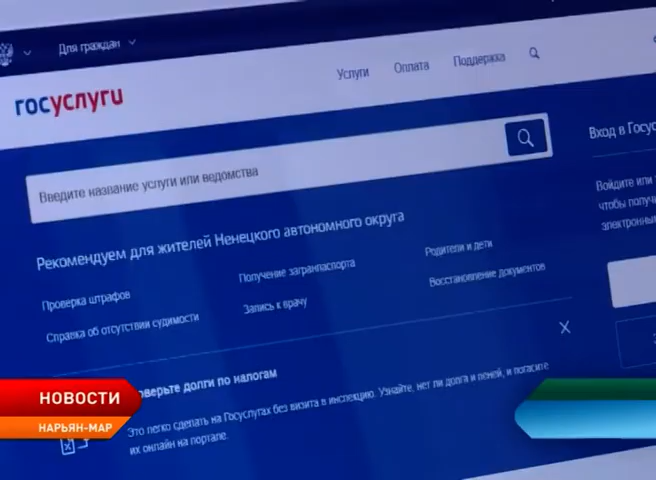 Для граждан
госуслуги
Услуги Оплата Поддержка
Введите название услуги или ведомства
Вход в Госус
Войдите или
чтобы получ
электронны
Рекомендуем для жителей Ненецкого автономного округа
Проверка штрафов Получение загранпаспорта Родители и дети
Справка об отсутствии судимости Запись к врачу Восстановление документов
оверьте долги по налогам
Это легко сделать на Госуслугах без визита в инспекцию. Узнайте, нет ли долга и пеней, и погасите
их онлайн на портале.
НОВОСТИ
НАРЬЯН-МАР